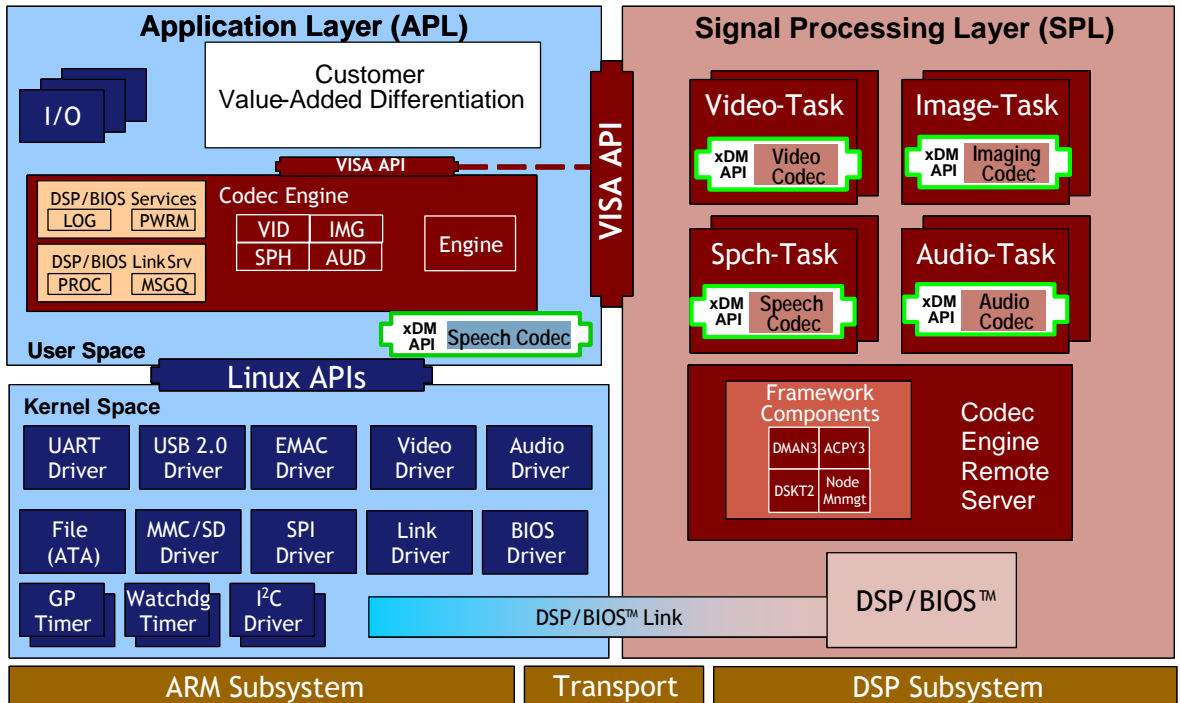 Application Layer (APL)
Customer
Value-Added Differentiation
I/O
VISA API
DSP/BIOS Services
LOG
PWRM
DSP/BIOS LinkSrv
PROC
MSGQ
Codec Engine
VID
IMG
SPH
AUD
Engine
xDM
API
Speech Codec
User Space
Linux APIs
Kernel Space
UART
Driver
USB 2.0
Driver
EMAC
Driver
Video
Driver
Audio
Driver
File
(ATA)
MMC/SD
Driver
SPI
Driver
Link
Driver
BIOS
Driver
GP
Timer
Watchdg
Timer
I²C
Driver
DSP/BIOS™ Link
VISA API
Signal Processing Layer (SPL)
Video-Task
xDM
API
Video
Codec
Image-Task
xDM
API
Imaging
Codec
Spch-Task
xDM
API
Speech
Codec
Audio-Task
xDM
API
Audio
Codec
Framework
Components
DMAN3
ACPY3
DSKT2
Node
Mnmgt
Codec
Engine
Remote
Server
DSP/BIOS™
ARM Subsystem
Transport
DSP Subsystem